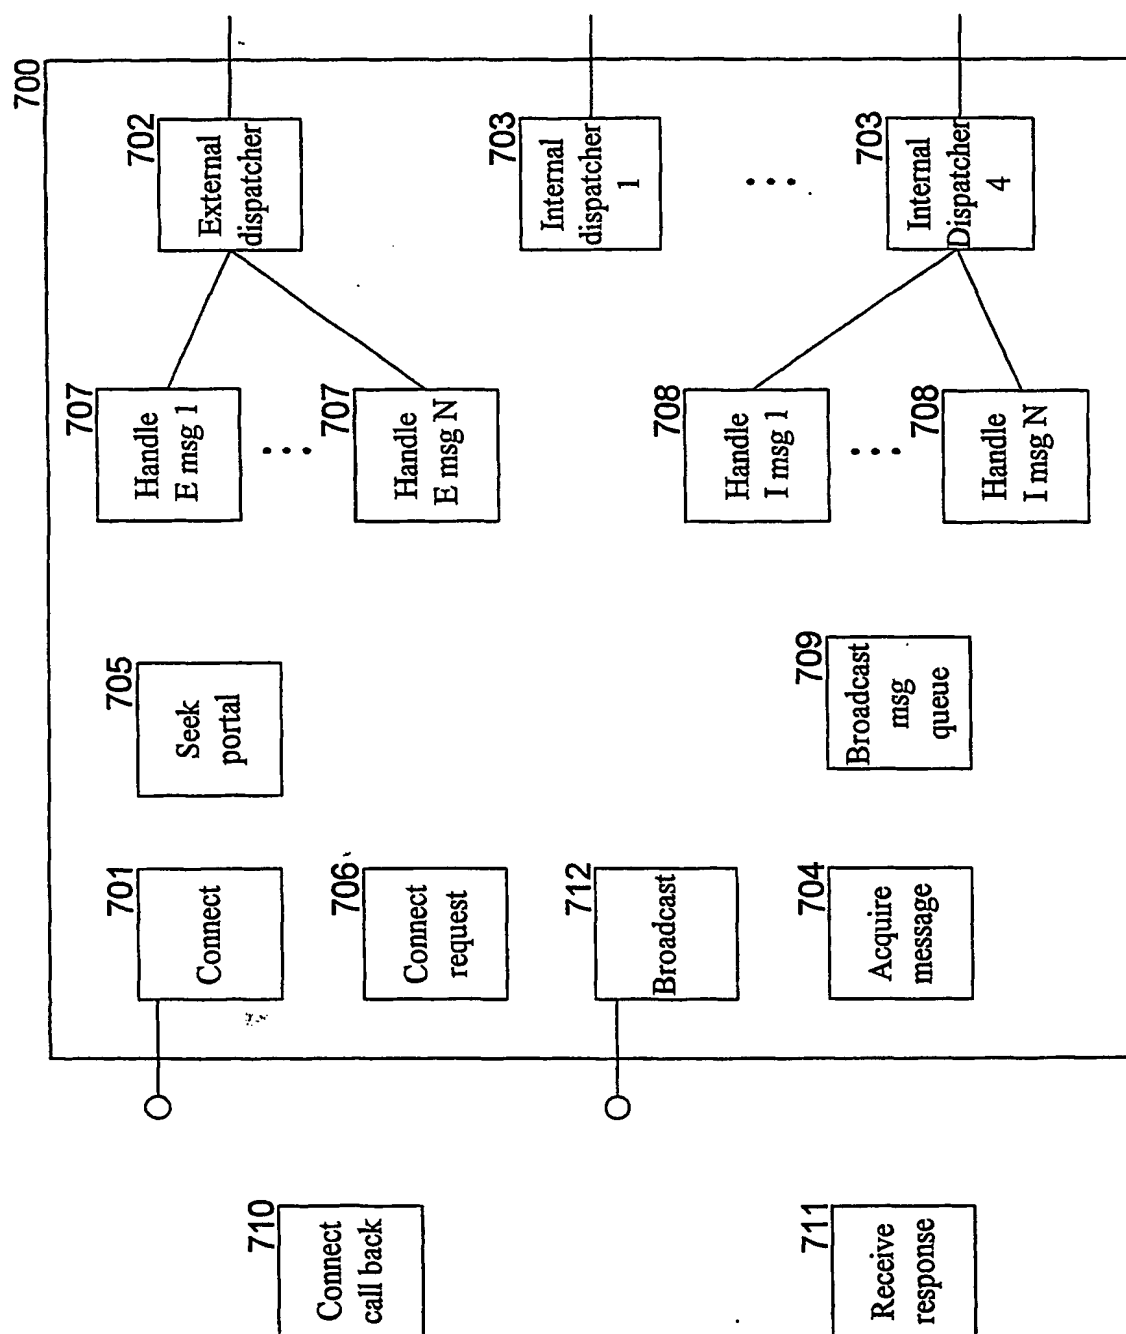 700
710
Connect
call back
711
Receive
response
701
Connect
706
Connect
request
712
Broadcast
704
Acquire
message
705
Seek
portal
709
Broadcast
msg
queue
707
Handle
E msg 1
707
Handle
E msg N
708
Handle
I msg 1
708
Handle
I msg N
702
External
dispatcher
703
Internal
dispatcher
1
703
Internal
Dispatcher
4